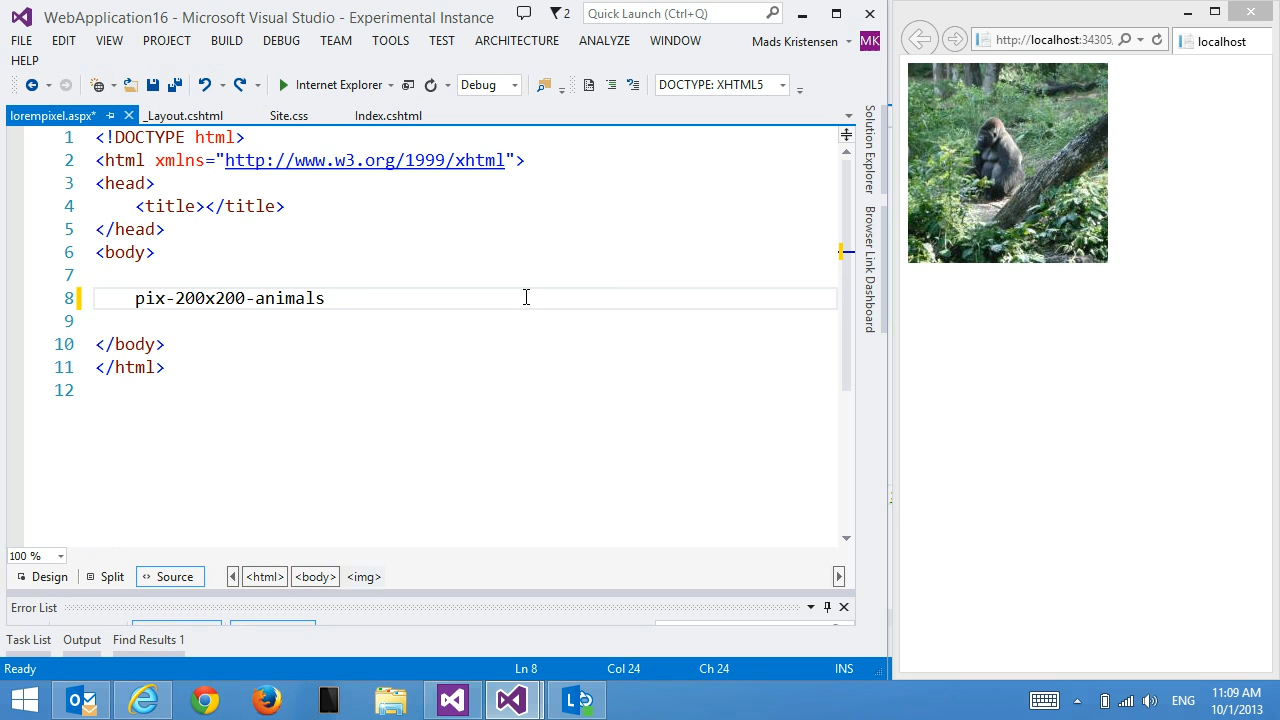 WebApplication16 - Microsoft Visual Studio - Experimental Instance
2
Quick Launch (Ctrl+Q)
FILE EDIT VIEW PROJECT BUILD DEBUG TEAM TOOLS TEST ARCHITECTURE ANALYZE WINDOW
Mads Kristensen MK
HELP
Internet Explorer
Debug
DOCTYPE: XHTML5
lorempixel.aspx*
_Layout.cshtml
Site.css
Index.cshtml
1 <!DOCTYPE html>
2 <html xmlns="http://www.w3.org/1999/xhtml">
3 <head>
4 <title></title>
5 </head>
6 <body>
7
8 pix-200x200-animals
9
10 </body>
11 </html>
12
Solution Explorer
Browser Link Dashboard
100 %
Design
Split
Source
<html>
<body>
<img>
Error List
Task List Output Find Results 1
Ready
Ln 8
Col 24
Ch 24
INS
http://localhost:34305
localhost
ENG
11:09 AM
10/1/2013